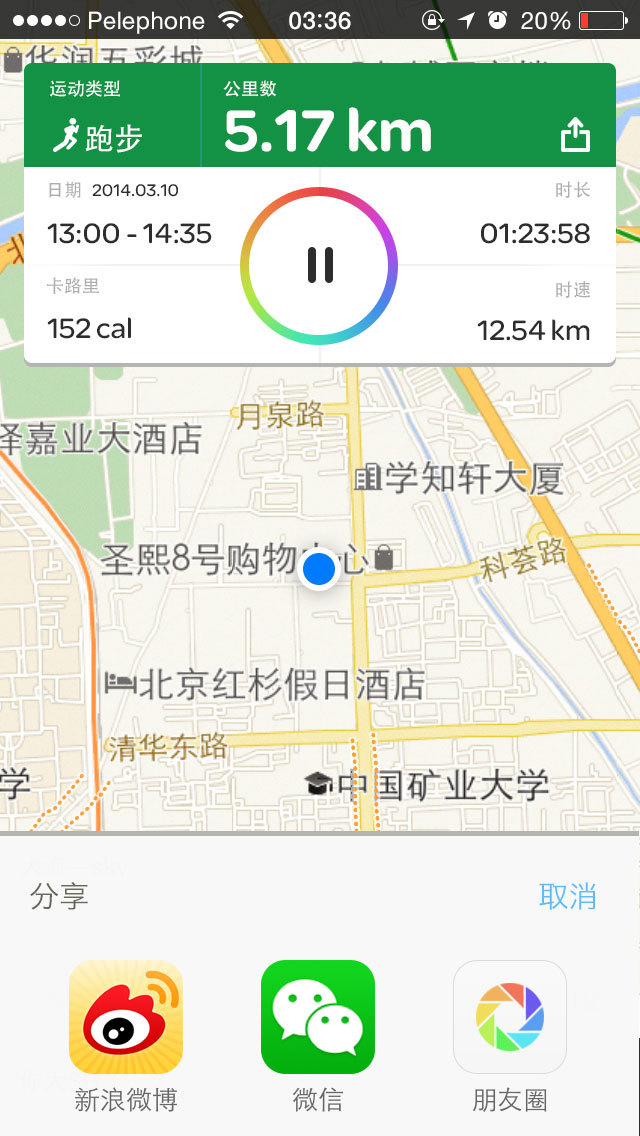 Pelephone 03:36 20%
华润五彩城
运动类型 公里数
跑步 5.17 km
日期 2014.03.10 时长
13:00 - 14:35 01:23:58
卡路里 时速
152 cal 12.54 km
月泉路
泽嘉业大酒店
学知轩大厦
圣熙8号购物中心
科荟路
北京红杉假日酒店
清华东路
学 中国矿业大学
分享 取消
新浪微博 微信 朋友圈